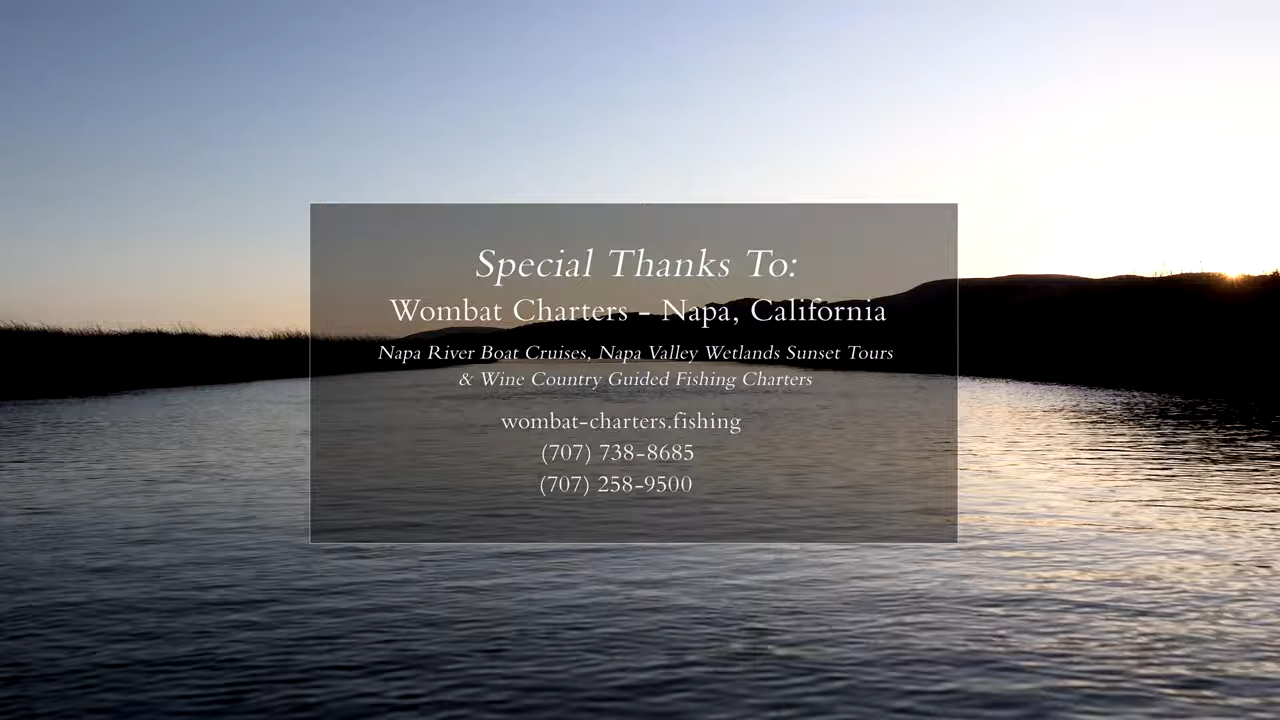 Special Thanks To:
Wombat Charters - Napa, California
Napa River Boat Cruises, Napa Valley Wetlands Sunset Tours
& Wine Country Guided Fishing Charters
wombat-charters.fishing
(707) 738-8685
(707) 258-9500